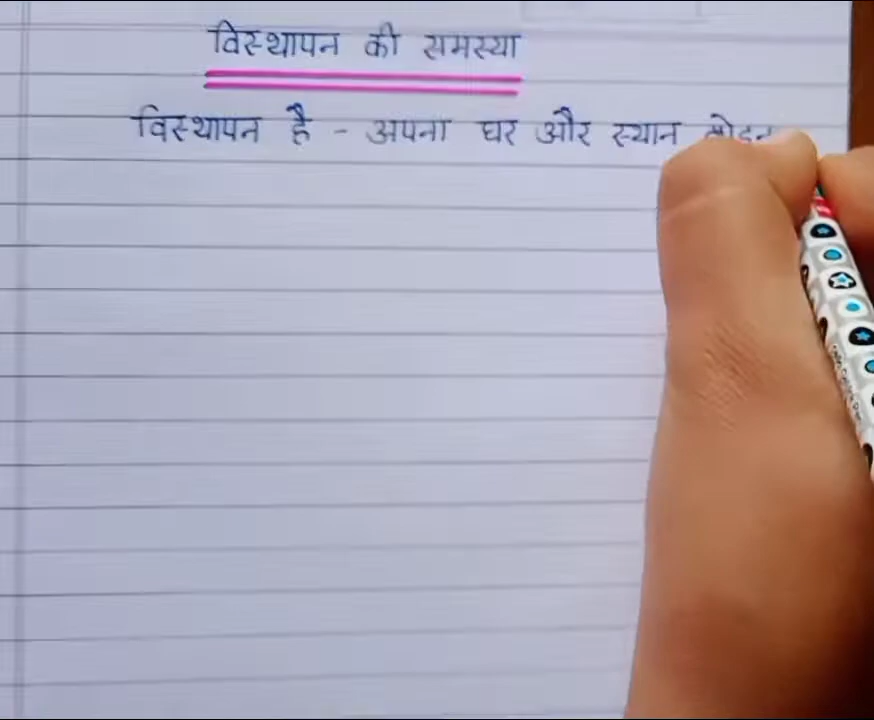 विस्थापन की समस्या
विस्थापन है - अपना घर और स्थान